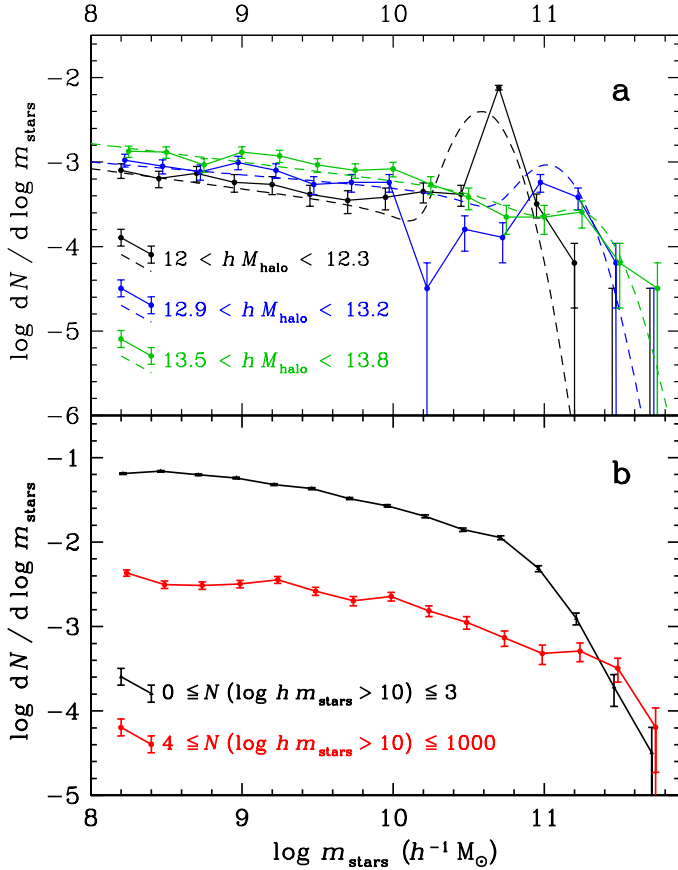 8 9 10 11
−2
−3
−4
−5
−6
log dN / d log m_stars
a
12 < h M_halo < 12.3
12.9 < h M_halo < 13.2
13.5 < h M_halo < 13.8
−1
−2
−3
−4
−5
log dN / d log m_stars
b
0 ≦ N (log h m_stars > 10) ≦ 3
4 ≦ N (log h m_stars > 10) ≦ 1000
8 9 10 11
log m_stars (h⁻¹ M_⊙)